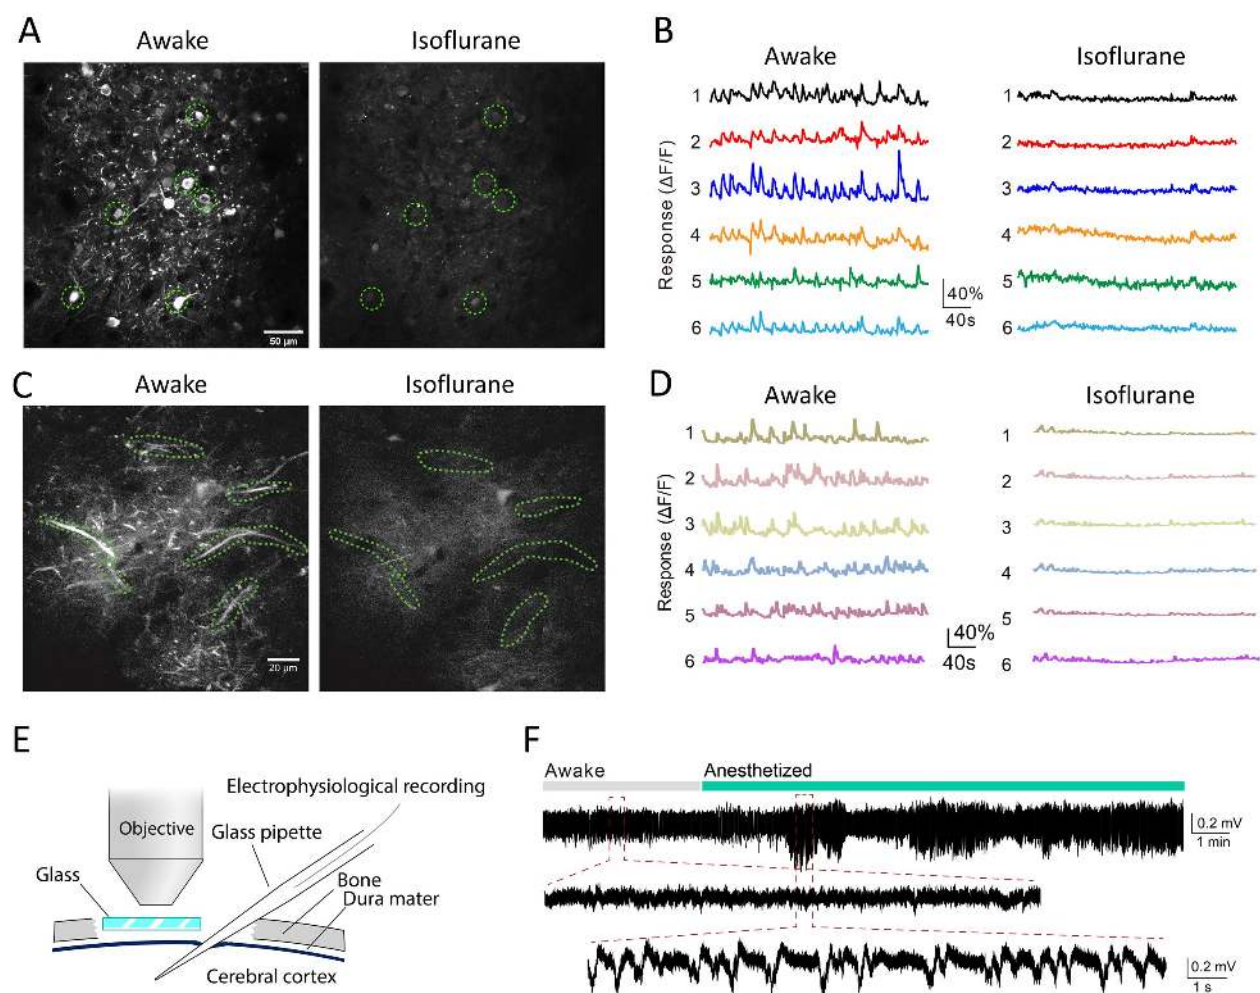 A
Awake
Isoflurane
50 µm
B
Awake
Isoflurane
Response (ΔF/F)
1
2
3
4
5
6
40%
40s
1
2
3
4
5
6
C
Awake
Isoflurane
20 µm
D
Awake
Isoflurane
Response (ΔF/F)
1
2
3
4
5
6
40%
40s
1
2
3
4
5
6
E
Electrophysiological recording
Objective
Glass pipette
Glass
Bone
Dura mater
Cerebral cortex
F
Awake
Anesthetized
0.2 mV
1 min
0.2 mV
1 s